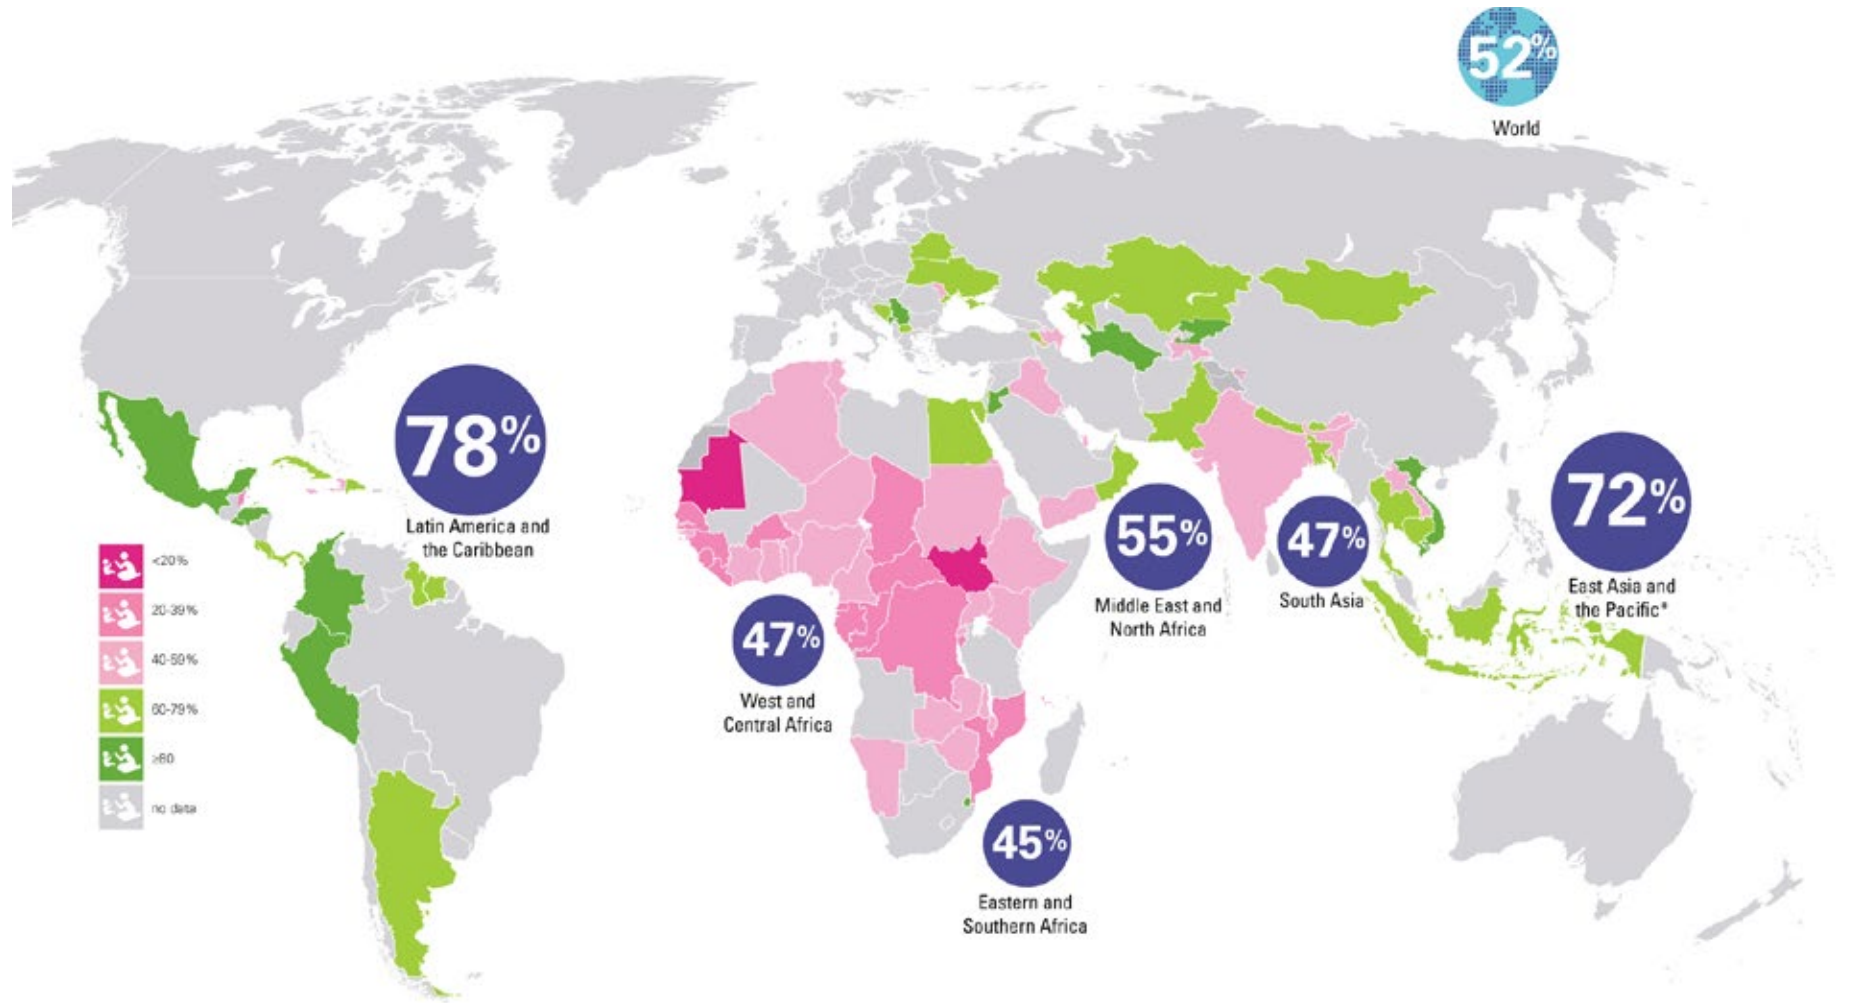 52%
World
78%
Latin America and
the Caribbean
<20%
20-39%
40-59%
60-79%
≥80
no data
47%
West and
Central Africa
55%
Middle East and
North Africa
47%
South Asia
72%
East Asia and
the Pacific*
45%
Eastern and
Southern Africa